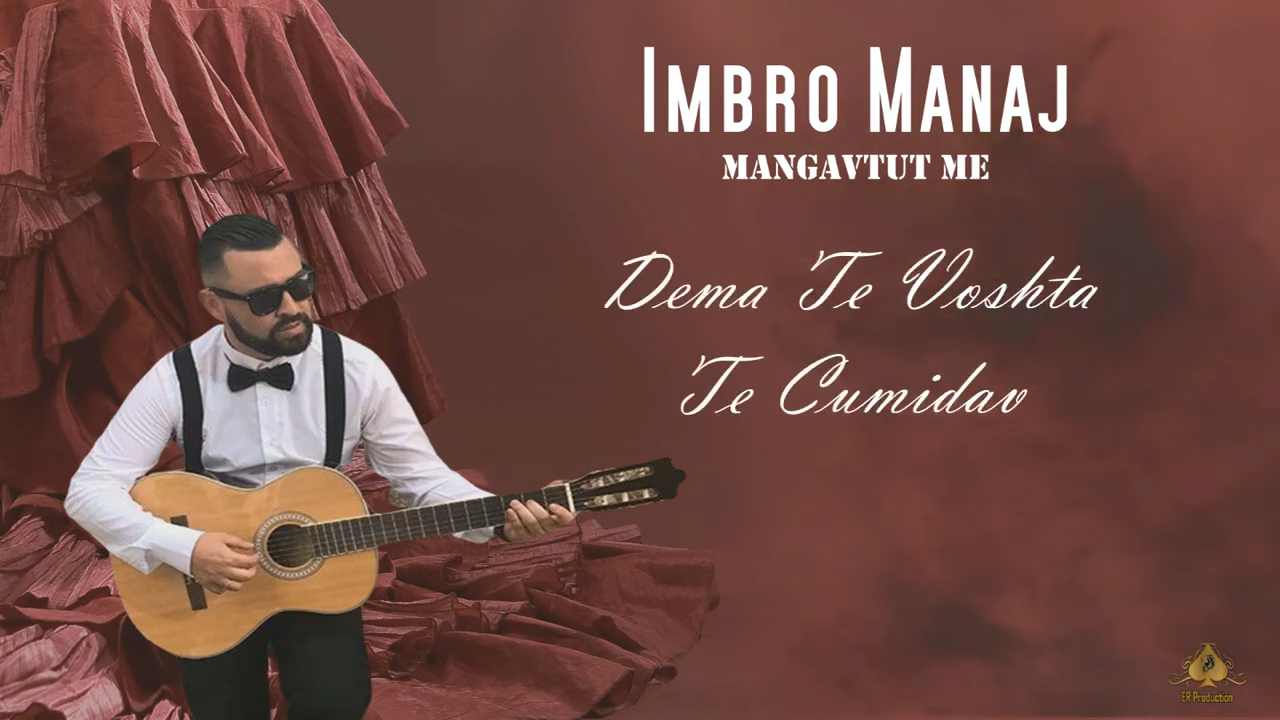 IMBRO MANAJ
MANGAVTUT ME
Dema Te Voshta
Te Cumidav
ER Production